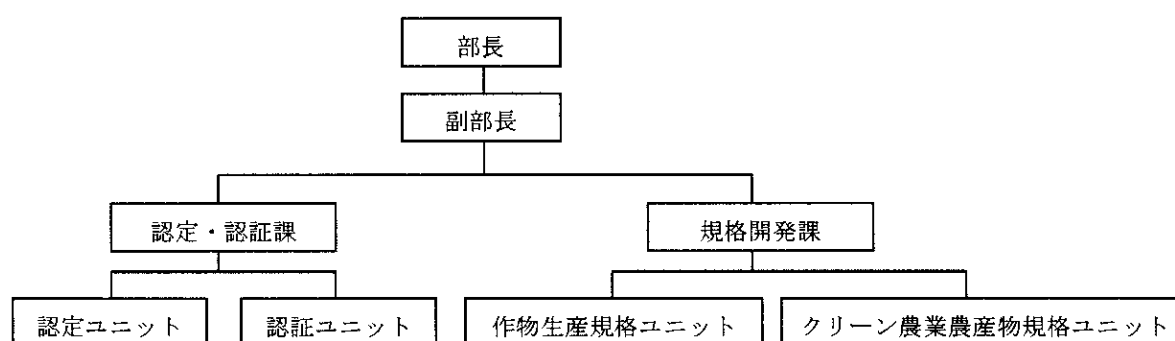 部長
副部長
認定・認証課
規格開発課
認定ユニット
認証ユニット
作物生産規格ユニット
クリーン農業農産物規格ユニット